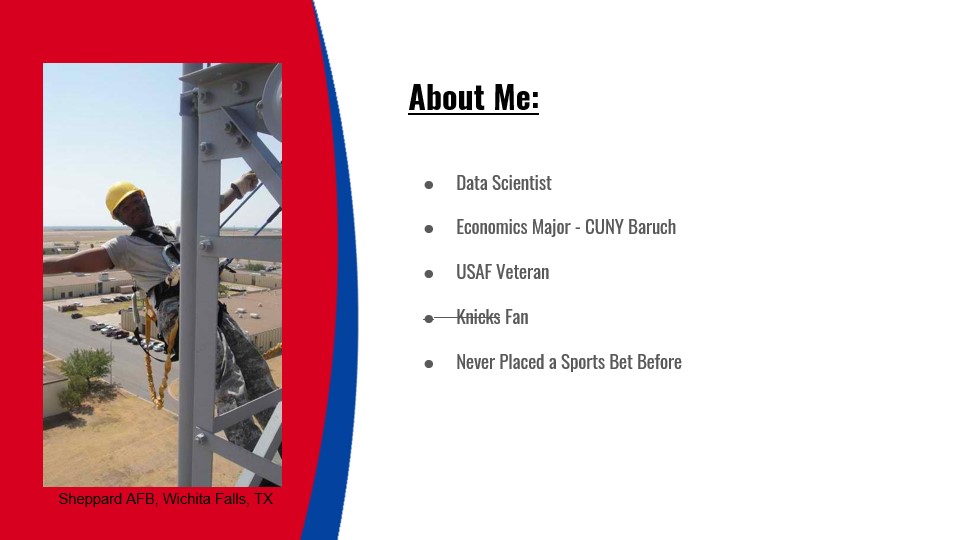 About Me:
● Data Scientist
● Economics Major - CUNY Baruch
● USAF Veteran
● Knicks Fan
● Never Placed a Sports Bet Before
Sheppard AFB, Wichita Falls, TX